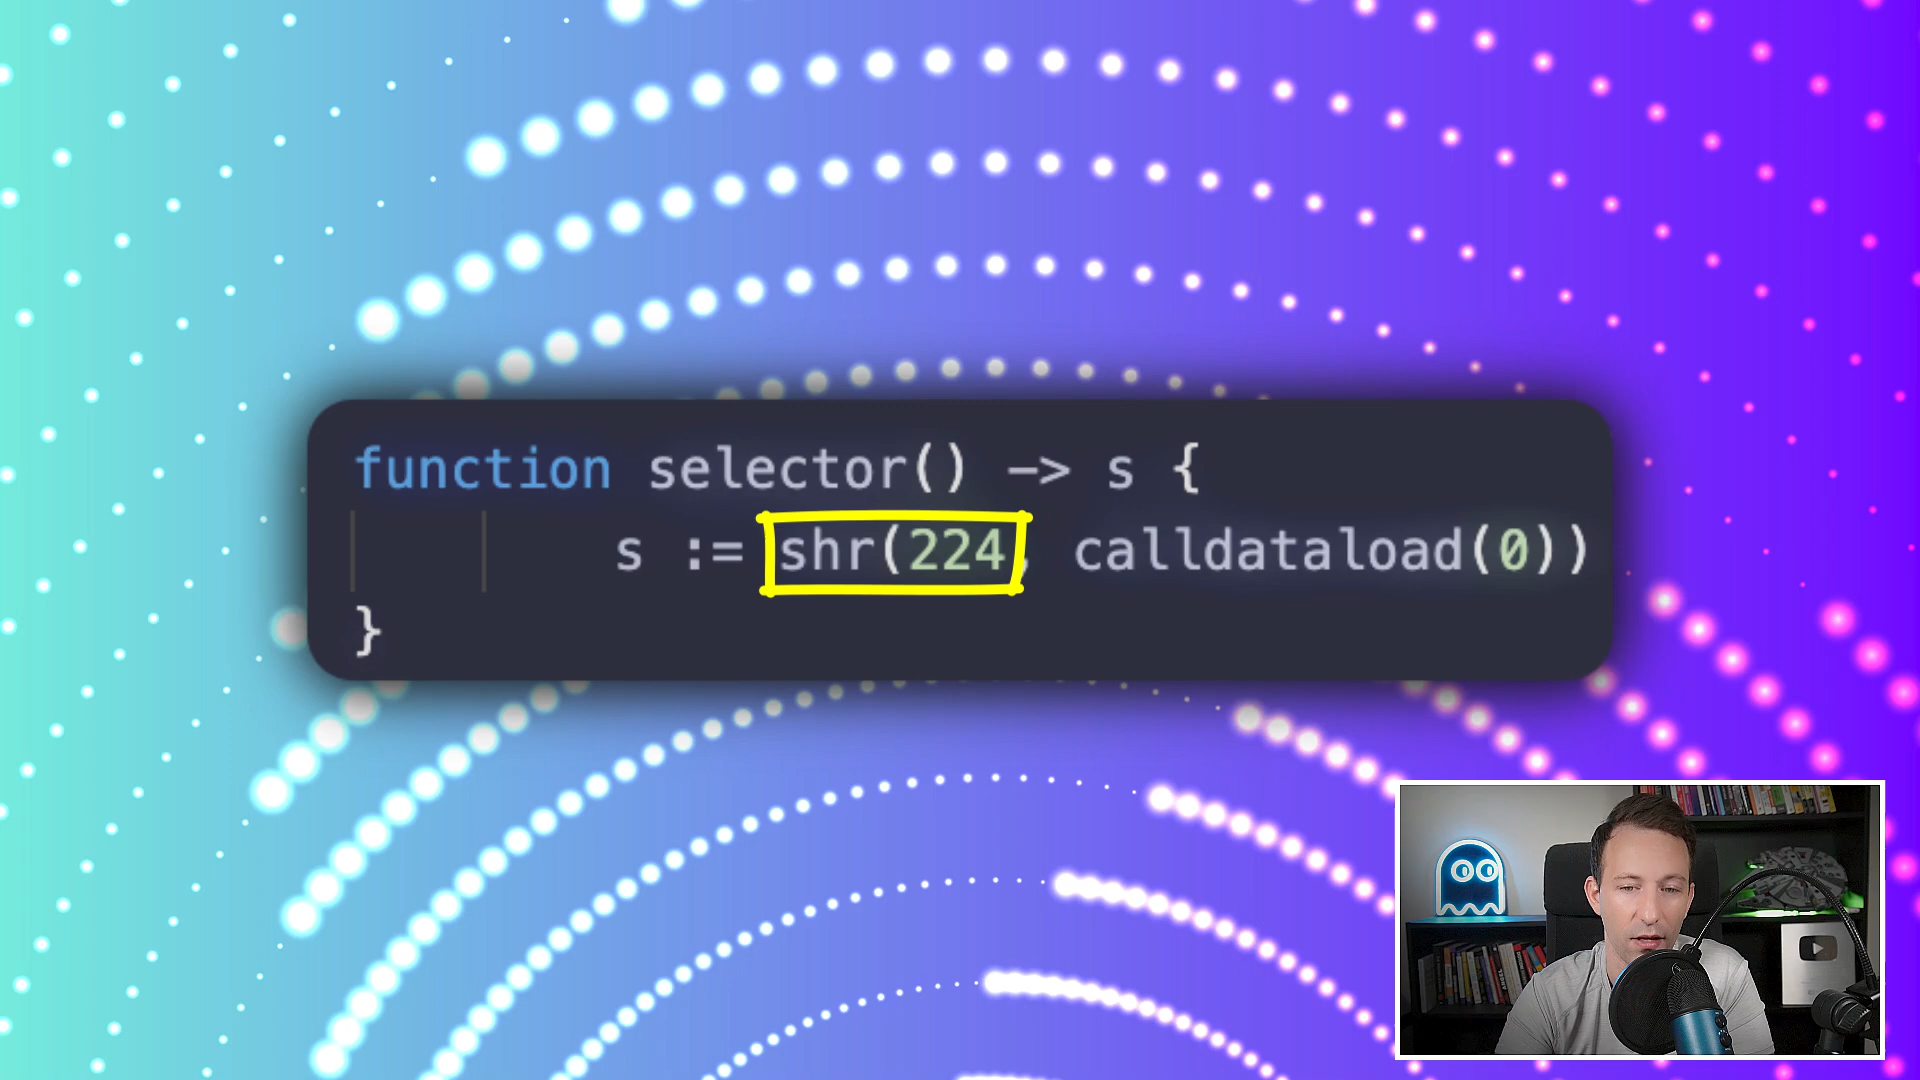 function selector() -> s {
s := shr(224, calldataload(0))
}